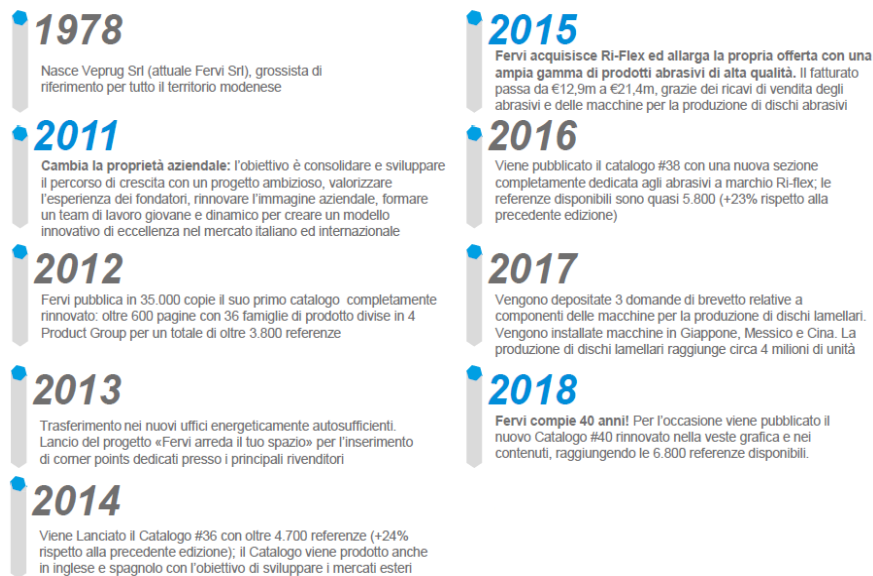 1978
Nasce Veprug Srl (attuale Fervi Srl), grossista di
riferimento per tutto il territorio modenese
2011
Cambia la proprietà aziendale: l'obiettivo è consolidare e sviluppare
il percorso di crescita con un progetto ambizioso, valorizzare
l'esperienza dei fondatori, rinnovare l'immagine aziendale, formare
un team di lavoro giovane e dinamico per creare un modello
innovativo di eccellenza nel mercato italiano ed internazionale
2012
Fervi pubblica in 35.000 copie il suo primo catalogo completamente
rinnovato: oltre 600 pagine con 36 famiglie di prodotto divise in 4
Product Group per un totale di oltre 3.800 referenze
2013
Trasferimento nei nuovi uffici energeticamente autosufficienti.
Lancio del progetto «Fervi arreda il tuo spazio» per l'inserimento
di corner points dedicati presso i principali rivenditori
2014
Viene Lanciato il Catalogo #36 con oltre 4.700 referenze (+24%
rispetto alla precedente edizione); il Catalogo viene prodotto anche
in inglese e spagnolo con l'obiettivo di sviluppare i mercati esteri
2015
Fervi acquisisce Ri-Flex ed allarga la propria offerta con una
ampia gamma di prodotti abrasivi di alta qualità. Il fatturato
passa da €12,9m a €21,4m, grazie dei ricavi di vendita degli
abrasivi e delle macchine per la produzione di dischi abrasivi
2016
Viene pubblicato il catalogo #38 con una nuova sezione
completamente dedicata agli abrasivi a marchio Ri-flex; le
referenze disponibili sono quasi 5.800 (+23% rispetto alla
precedente edizione)
2017
Vengono depositate 3 domande di brevetto relative a
componenti delle macchine per la produzione di dischi lamellari.
Vengono installate macchine in Giappone, Messico e Cina. La
produzione di dischi lamellari raggiunge circa 4 milioni di unità
2018
Fervi compie 40 anni! Per l'occasione viene pubblicato il
nuovo Catalogo #40 rinnovato nella veste grafica e nei
contenuti, raggiungendo le 6.800 referenze disponibili.